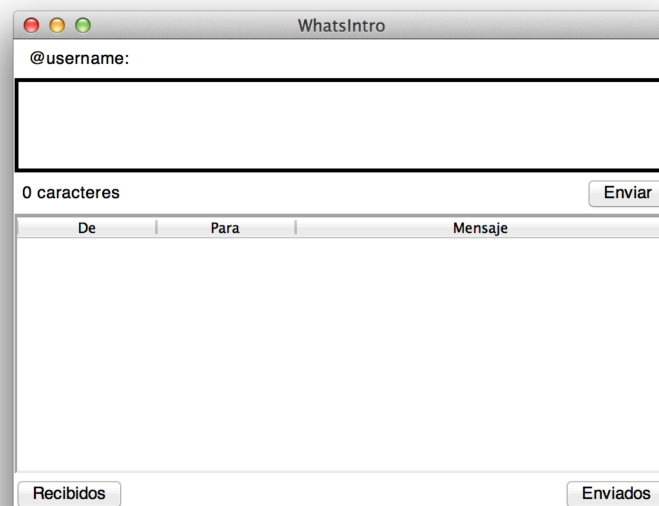 WhatsIntro
@username:
0 caracteres Enviar
De Para Mensaje
Recibidos Enviados